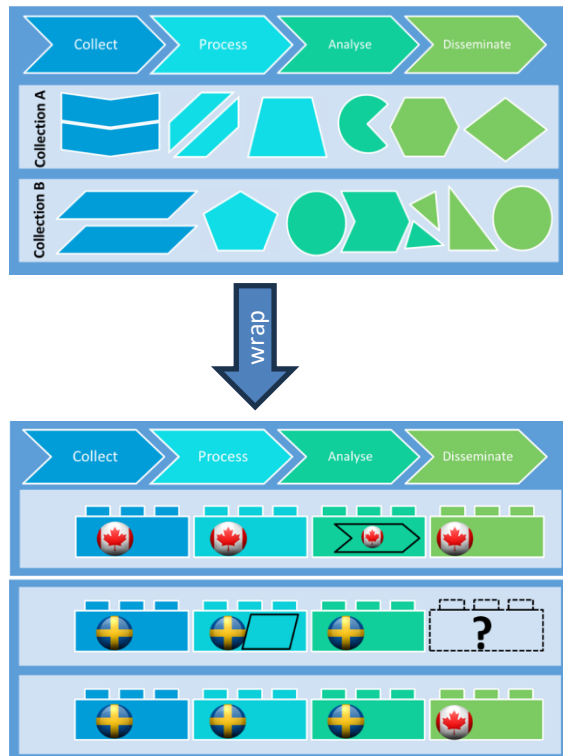 Collect
Process
Analyse
Disseminate
Collection A
Collection B
wrap
Collect
Process
Analyse
Disseminate
?